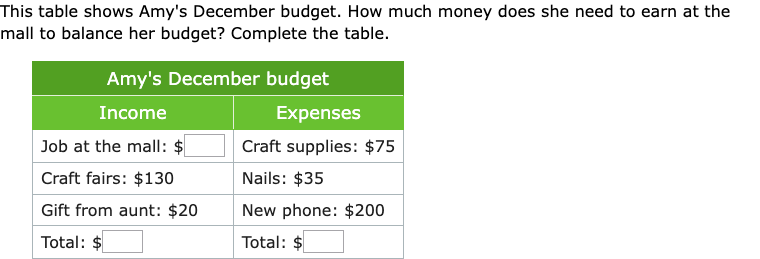 This table shows Amy's December budget. How much money does she need to earn at the
mall to balance her budget? Complete the table.
Amy's December budget
Income Expenses
Job at the mall: $ Craft supplies: $75
Craft fairs: $130 Nails: $35
Gift from aunt: $20 New phone: $200
Total: $ Total: $